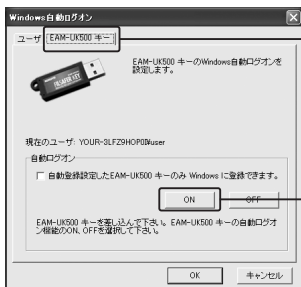 Windows自動ログオン
ユーザ EAM-UK500 キー
EAM-UK500 キーのWindows自動ログオンを
設定します。
現在のユーザ: YOUR-3LFZ9HOP0D¥user
自動ログオン
自動登録設定したEAM-UK500 キーのみ Windows に登録できます。
ON OFF
EAM-UK500 キーを差し込んで下さい。 EAM-UK500 キーの自動ログオ
ン機能のON、OFFを選択して下さい。
OK キャンセル